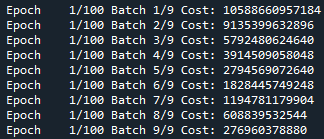 Epoch 1/100 Batch 1/9 Cost: 10588660957184
Epoch 1/100 Batch 2/9 Cost: 9135399632896
Epoch 1/100 Batch 3/9 Cost: 5792480624640
Epoch 1/100 Batch 4/9 Cost: 3914509058048
Epoch 1/100 Batch 5/9 Cost: 2794569072640
Epoch 1/100 Batch 6/9 Cost: 1828445749248
Epoch 1/100 Batch 7/9 Cost: 1194781179904
Epoch 1/100 Batch 8/9 Cost: 608839532544
Epoch 1/100 Batch 9/9 Cost: 276960378880